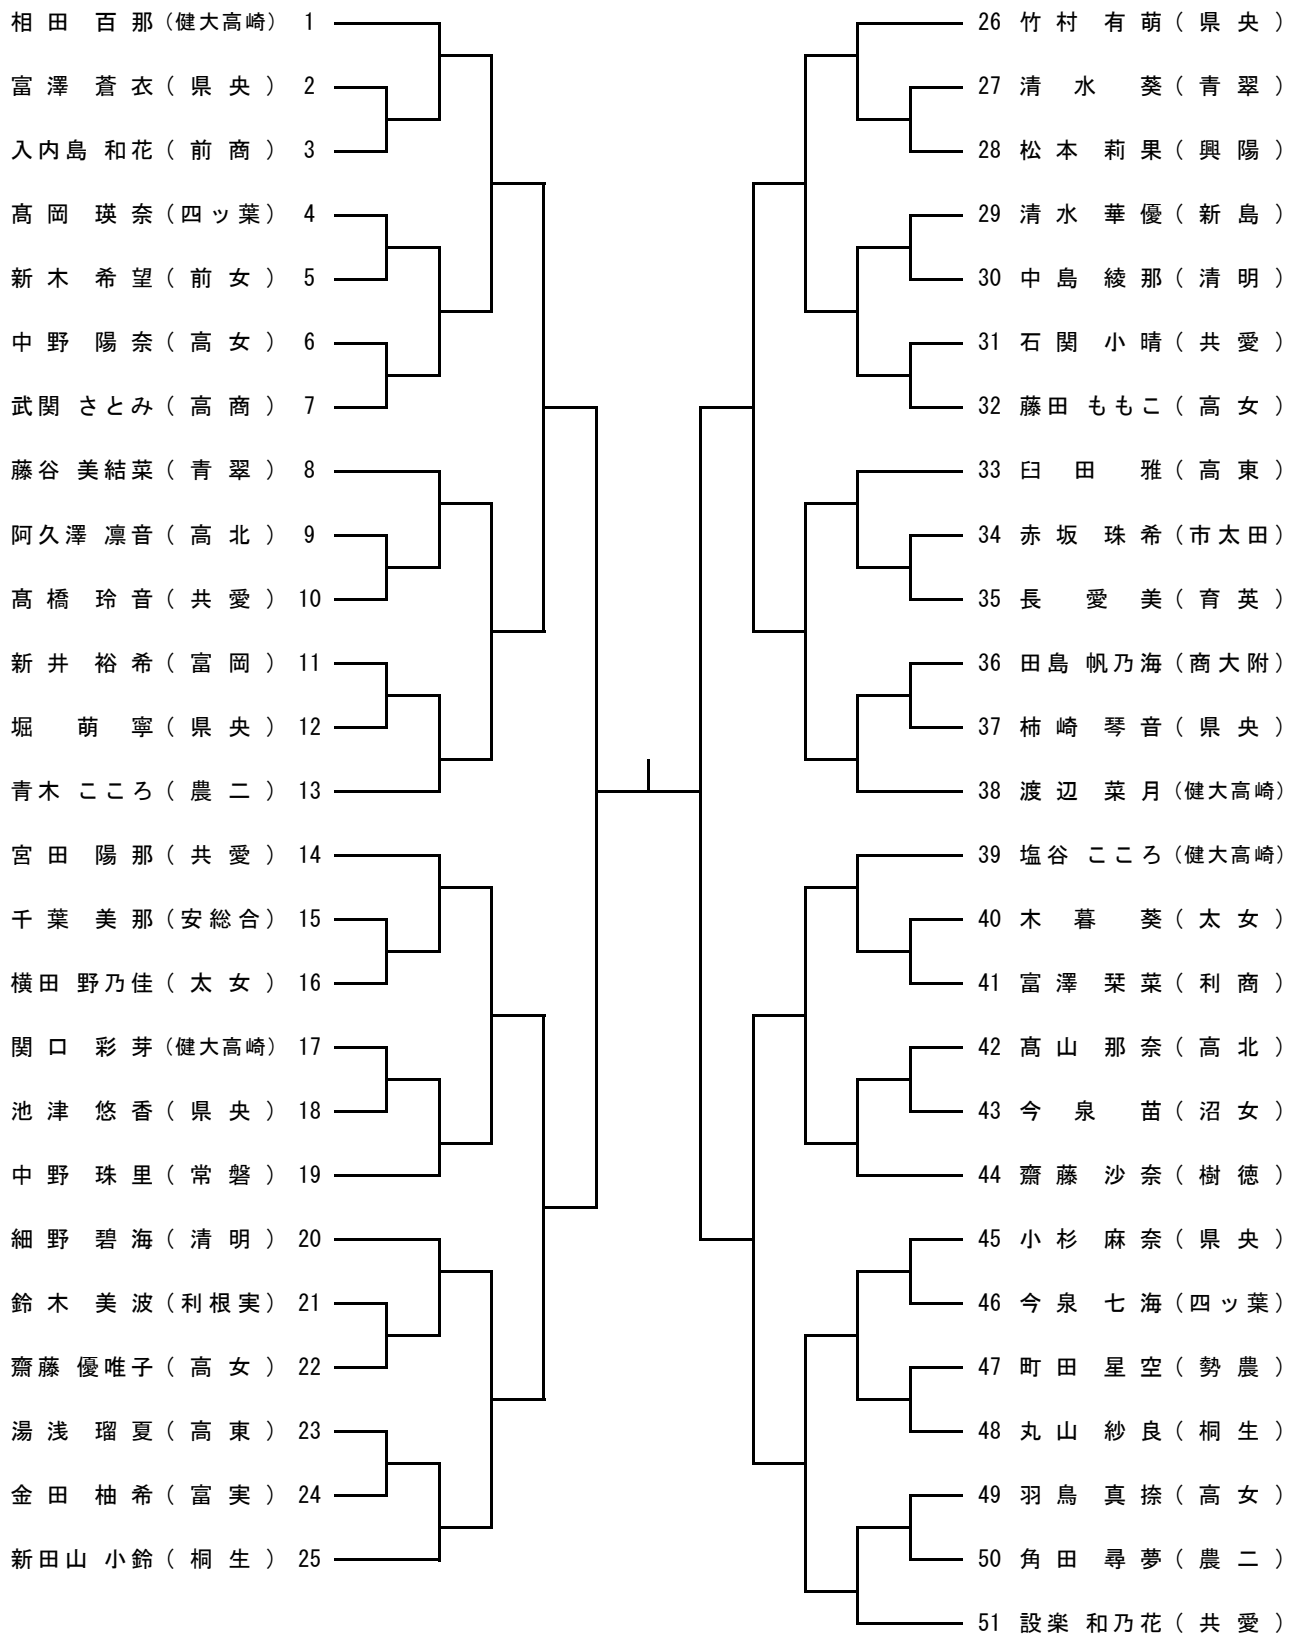 相田 百那 (健大高崎) 1
富澤 蒼衣 ( 県央 ) 2
入内島 和花 ( 前商 ) 3
髙岡 瑛奈 (四ッ葉) 4
新木 希望 ( 前女 ) 5
中野 陽奈 ( 高女 ) 6
武関 さとみ ( 高商 ) 7
藤谷 美結菜 ( 青翠 ) 8
阿久澤 凛音 ( 高北 ) 9
髙橋 玲音 ( 共愛 ) 10
新井 裕希 ( 富岡 ) 11
堀 萌寧 ( 県央 ) 12
青木 こころ ( 農二 ) 13
宮田 陽那 ( 共愛 ) 14
千葉 美那 (安総合) 15
横田 野乃佳 ( 太女 ) 16
関口 彩芽 (健大高崎) 17
池津 悠香 ( 県央 ) 18
中野 珠里 ( 常磐 ) 19
細野 碧海 ( 清明 ) 20
鈴木 美波 (利根実) 21
齋藤 優唯子 ( 高女 ) 22
湯浅 瑠夏 ( 高東 ) 23
金田 柚希 ( 富実 ) 24
新田山 小鈴 ( 桐生 ) 25
26 竹村 有萌 ( 県央 )
27 清水 葵 ( 青翠 )
28 松本 莉果 ( 興陽 )
29 清水 華優 ( 新島 )
30 中島 綾那 ( 清明 )
31 石関 小晴 ( 共愛 )
32 藤田 ももこ ( 高女 )
33 臼田 雅 ( 高東 )
34 赤坂 珠希 (市太田)
35 長 愛美 ( 育英 )
36 田島 帆乃海 (商大附)
37 柿崎 琴音 ( 県央 )
38 渡辺 菜月 (健大高崎)
39 塩谷 こころ (健大高崎)
40 木暮 葵 ( 太女 )
41 富澤 栞菜 ( 利商 )
42 髙山 那奈 ( 高北 )
43 今泉 苗 ( 沼女 )
44 齋藤 沙奈 ( 樹徳 )
45 小杉 麻奈 ( 県央 )
46 今泉 七海 (四ッ葉)
47 町田 星空 ( 勢農 )
48 丸山 紗良 ( 桐生 )
49 羽鳥 真捺 ( 高女 )
50 角田 尋夢 ( 農二 )
51 設楽 和乃花 ( 共愛 )